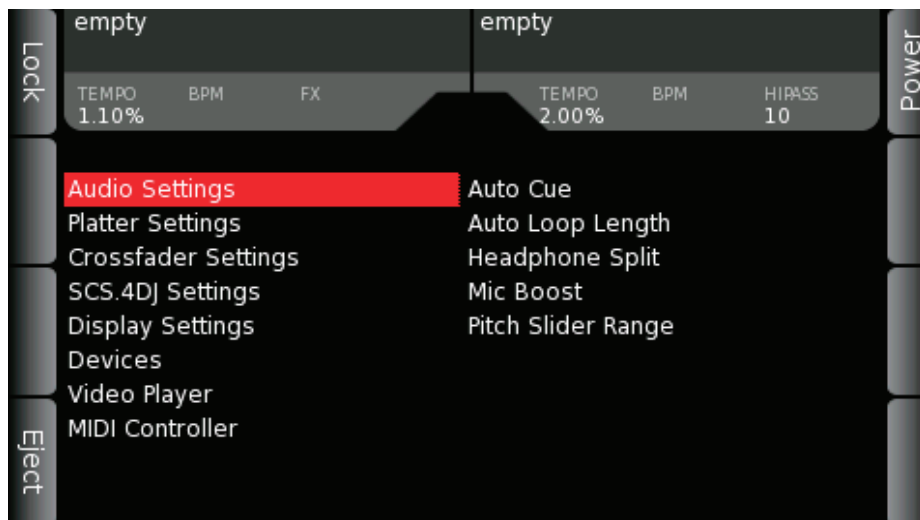 empty
empty
Lock
Power
TEMPO BPM FX
1.10%
TEMPO BPM HIPASS
2.00% 10
Audio Settings
Platter Settings
Crossfader Settings
SCS.4DJ Settings
Display Settings
Devices
Video Player
MIDI Controller
Auto Cue
Auto Loop Length
Headphone Split
Mic Boost
Pitch Slider Range
Eject